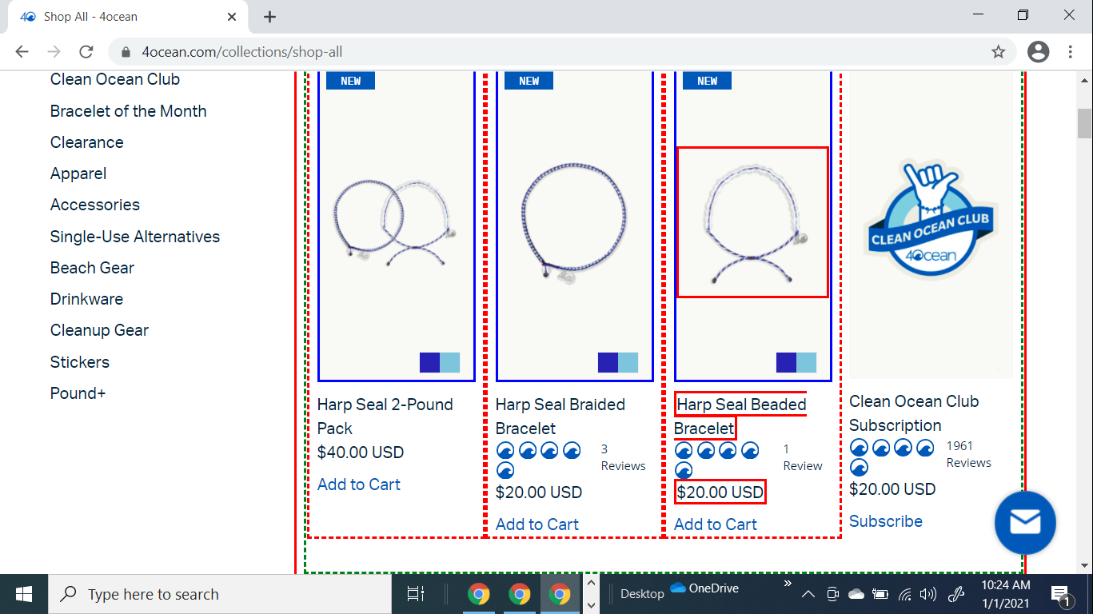 Shop All - 4ocean
4ocean.com/collections/shop-all
Clean Ocean Club
Bracelet of the Month
Clearance
Apparel
Accessories
Single-Use Alternatives
Beach Gear
Drinkware
Cleanup Gear
Stickers
Pound+
NEW
Harp Seal 2-Pound
Pack
$40.00 USD
Add to Cart
NEW
Harp Seal Braided
Bracelet
3
Reviews
$20.00 USD
Add to Cart
NEW
Harp Seal Beaded
Bracelet
1
Review
$20.00 USD
Add to Cart
CLEAN OCEAN CLUB
4ocean
Clean Ocean Club
Subscription
1961
Reviews
$20.00 USD
Subscribe
Type here to search
Desktop
OneDrive
10:24 AM
1/1/2021
1